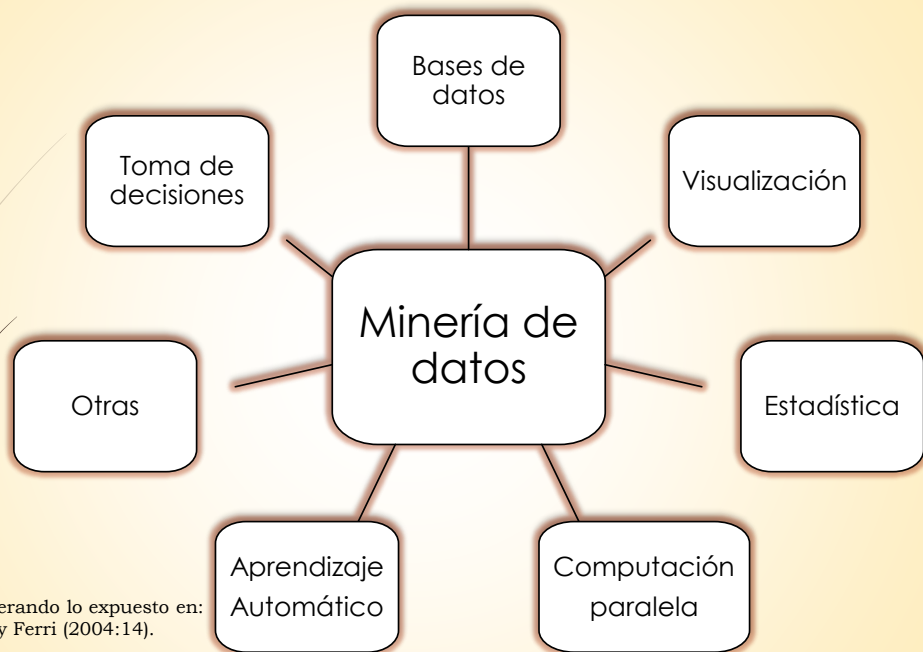 Bases de
datos
Toma de
decisiones
Visualización
Minería de
datos
Otras
Estadística
Aprendizaje
Automático
Computación
paralela
erando lo expuesto en:
y Ferri (2004:14).